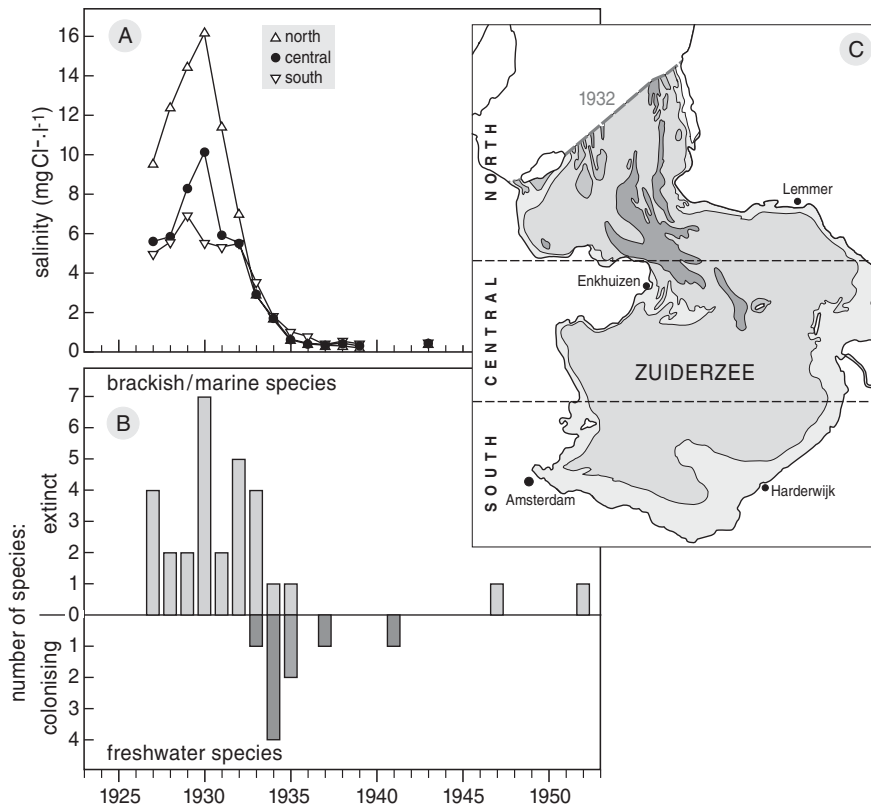 A
salinity (mgCl⁻·l⁻¹)
16
14
12
10
8
6
4
2
0
north
central
south
C
1932
NORTH
CENTRAL
SOUTH
Lemmer
Enkhuizen
ZUIDERZEE
Amsterdam
Harderwijk
brackish/marine species
B
number of species:
extinct
colonising
7
6
5
4
3
2
1
0
1
2
3
4
freshwater species
1925 1930 1935 1940 1945 1950